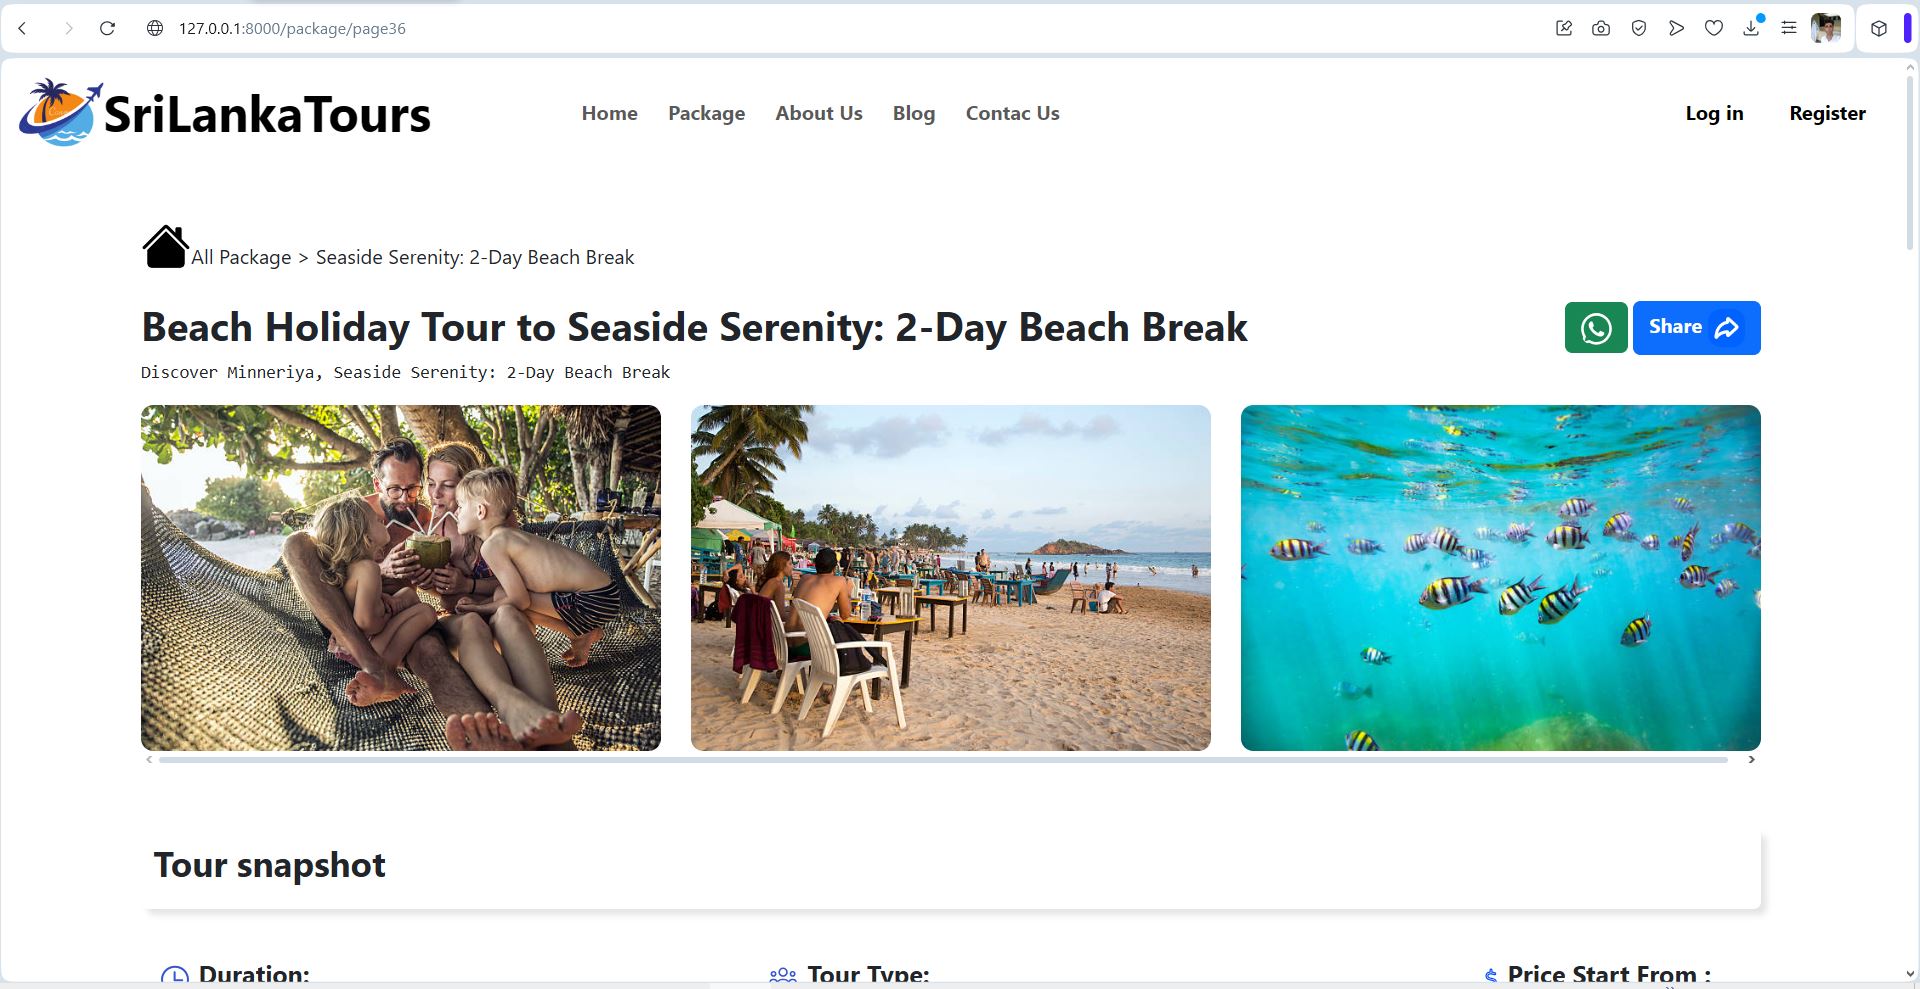 127.0.0.1:8000/package/page36
SriLankaTours
Home Package About Us Blog Contac Us
Log in Register
All Package > Seaside Serenity: 2-Day Beach Break
Beach Holiday Tour to Seaside Serenity: 2-Day Beach Break
Share
Discover Minneriya, Seaside Serenity: 2-Day Beach Break
Tour snapshot
Duration: Tour Type: $ Price Start From :